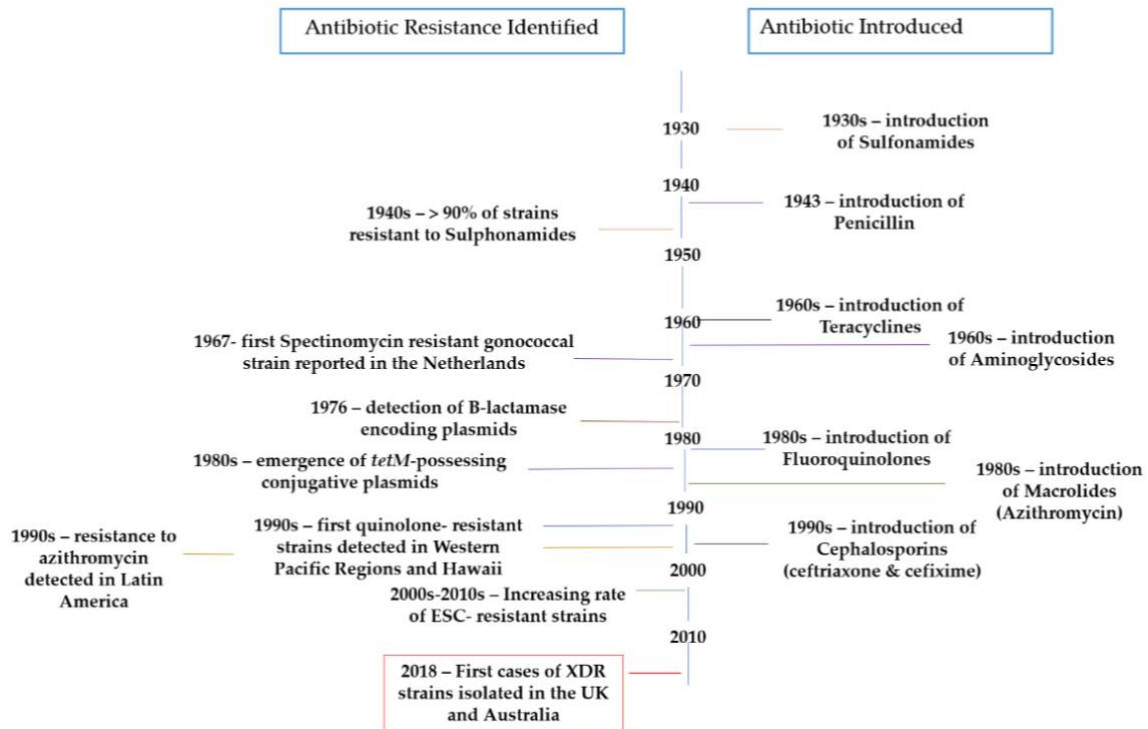 Antibiotic Resistance Identified
Antibiotic Introduced
1930
1930s – introduction
of Sulfonamides
1940
1943 – introduction of
Penicillin
1940s – > 90% of strains
resistant to Sulphonamides
1950
1960s – introduction of
Teracyclines
1960
1967- first Spectinomycin resistant gonococcal
strain reported in the Netherlands
1960s – introduction
of Aminoglycosides
1970
1976 – detection of B-lactamase
encoding plasmids
1980
1980s – introduction of
Fluoroquinolones
1980s – emergence of tetM-possessing
conjugative plasmids
1980s – introduction
of Macrolides
(Azithromycin)
1990
1990s – resistance to
azithromycin
detected in Latin
America
1990s – first quinolone- resistant
strains detected in Western
Pacific Regions and Hawaii
1990s – introduction of
Cephalosporins
(ceftriaxone & cefixime)
2000
2000s-2010s – Increasing rate
of ESC- resistant strains
2010
2018 – First cases of XDR
strains isolated in the UK
and Australia